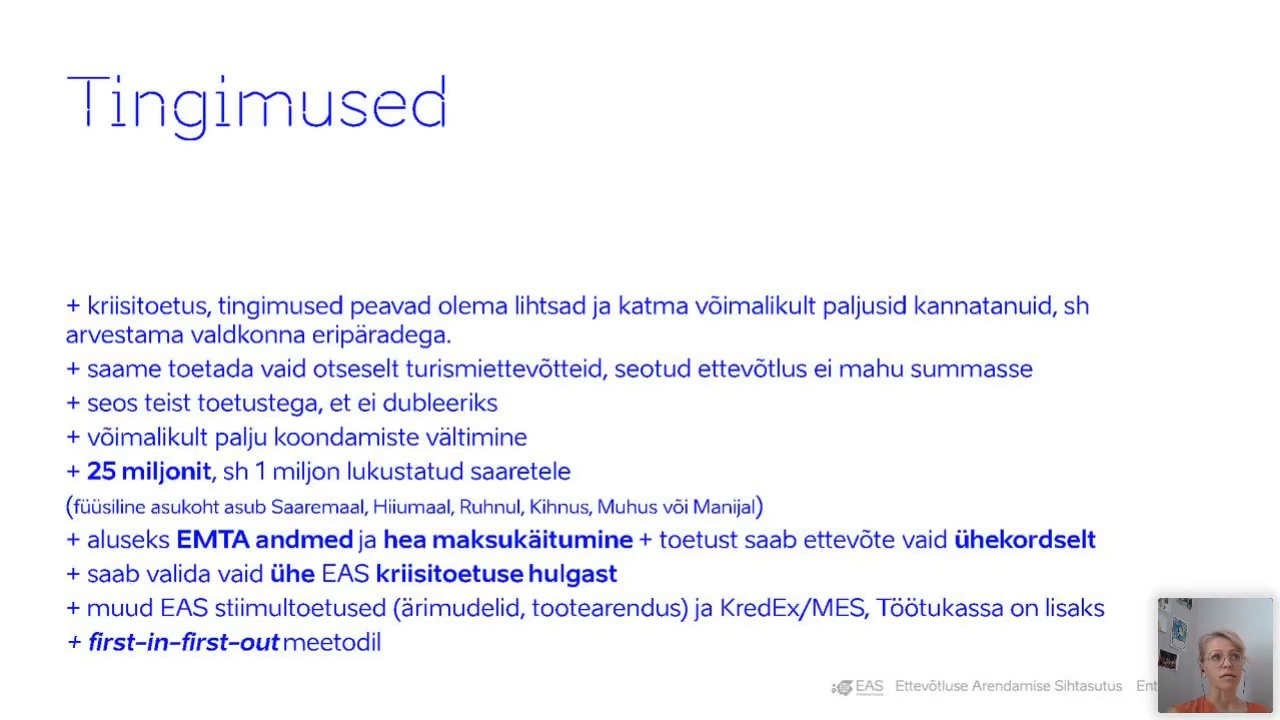 Tingimused
+ kriisitoetus, tingimused peavad olema lihtsad ja katma võimalikult paljusid kannatanuid, sh
arvestama valdkonna eripäradega.
+ saame toetada vaid otseselt turismiettevõtteid, seotud ettevõtlus ei mahu summasse
+ seos teist toetustega, et ei dubleeriks
+ võimalikult palju koondamiste vältimine
+ 25 miljonit, sh 1 miljon lukustatud saaretele
(füüsiline asukoht asub Saaremaal, Hiiumaal, Ruhnul, Kihnus, Muhus või Manijal)
+ aluseks EMTA andmed ja hea maksukäitumine + toetust saab ettevõte vaid ühekordselt
+ saab valida vaid ühe EAS kriisitoetuse hulgast
+ muud EAS stiimultoetused (ärimudelid, tootearendus) ja KredEx/MES, Töötukassa on lisaks
+ first-in-first-out meetodil
EAS Ettevõtluse Arendamise Sihtasutus Ent